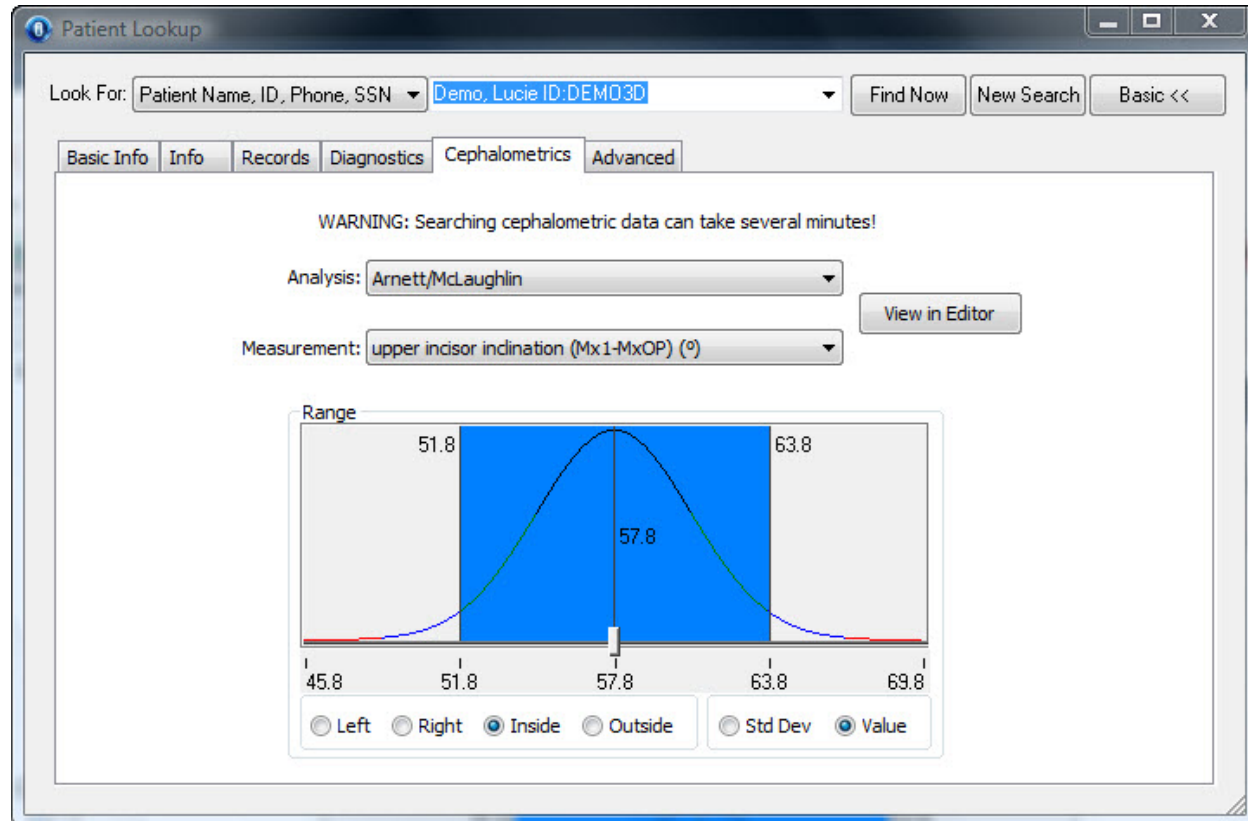 Patient Lookup
Look For: Patient Name, ID, Phone, SSN Demo, Lucie ID:DEMO3D Find Now New Search Basic <<
Basic Info Info Records Diagnostics Cephalometrics Advanced
WARNING: Searching cephalometric data can take several minutes!
Analysis: Arnett/McLaughlin
View in Editor
Measurement: upper incisor inclination (Mx1-MxOP) (º)
Range
51.8 63.8
57.8
45.8 51.8 57.8 63.8 69.8
Left Right Inside Outside Std Dev Value